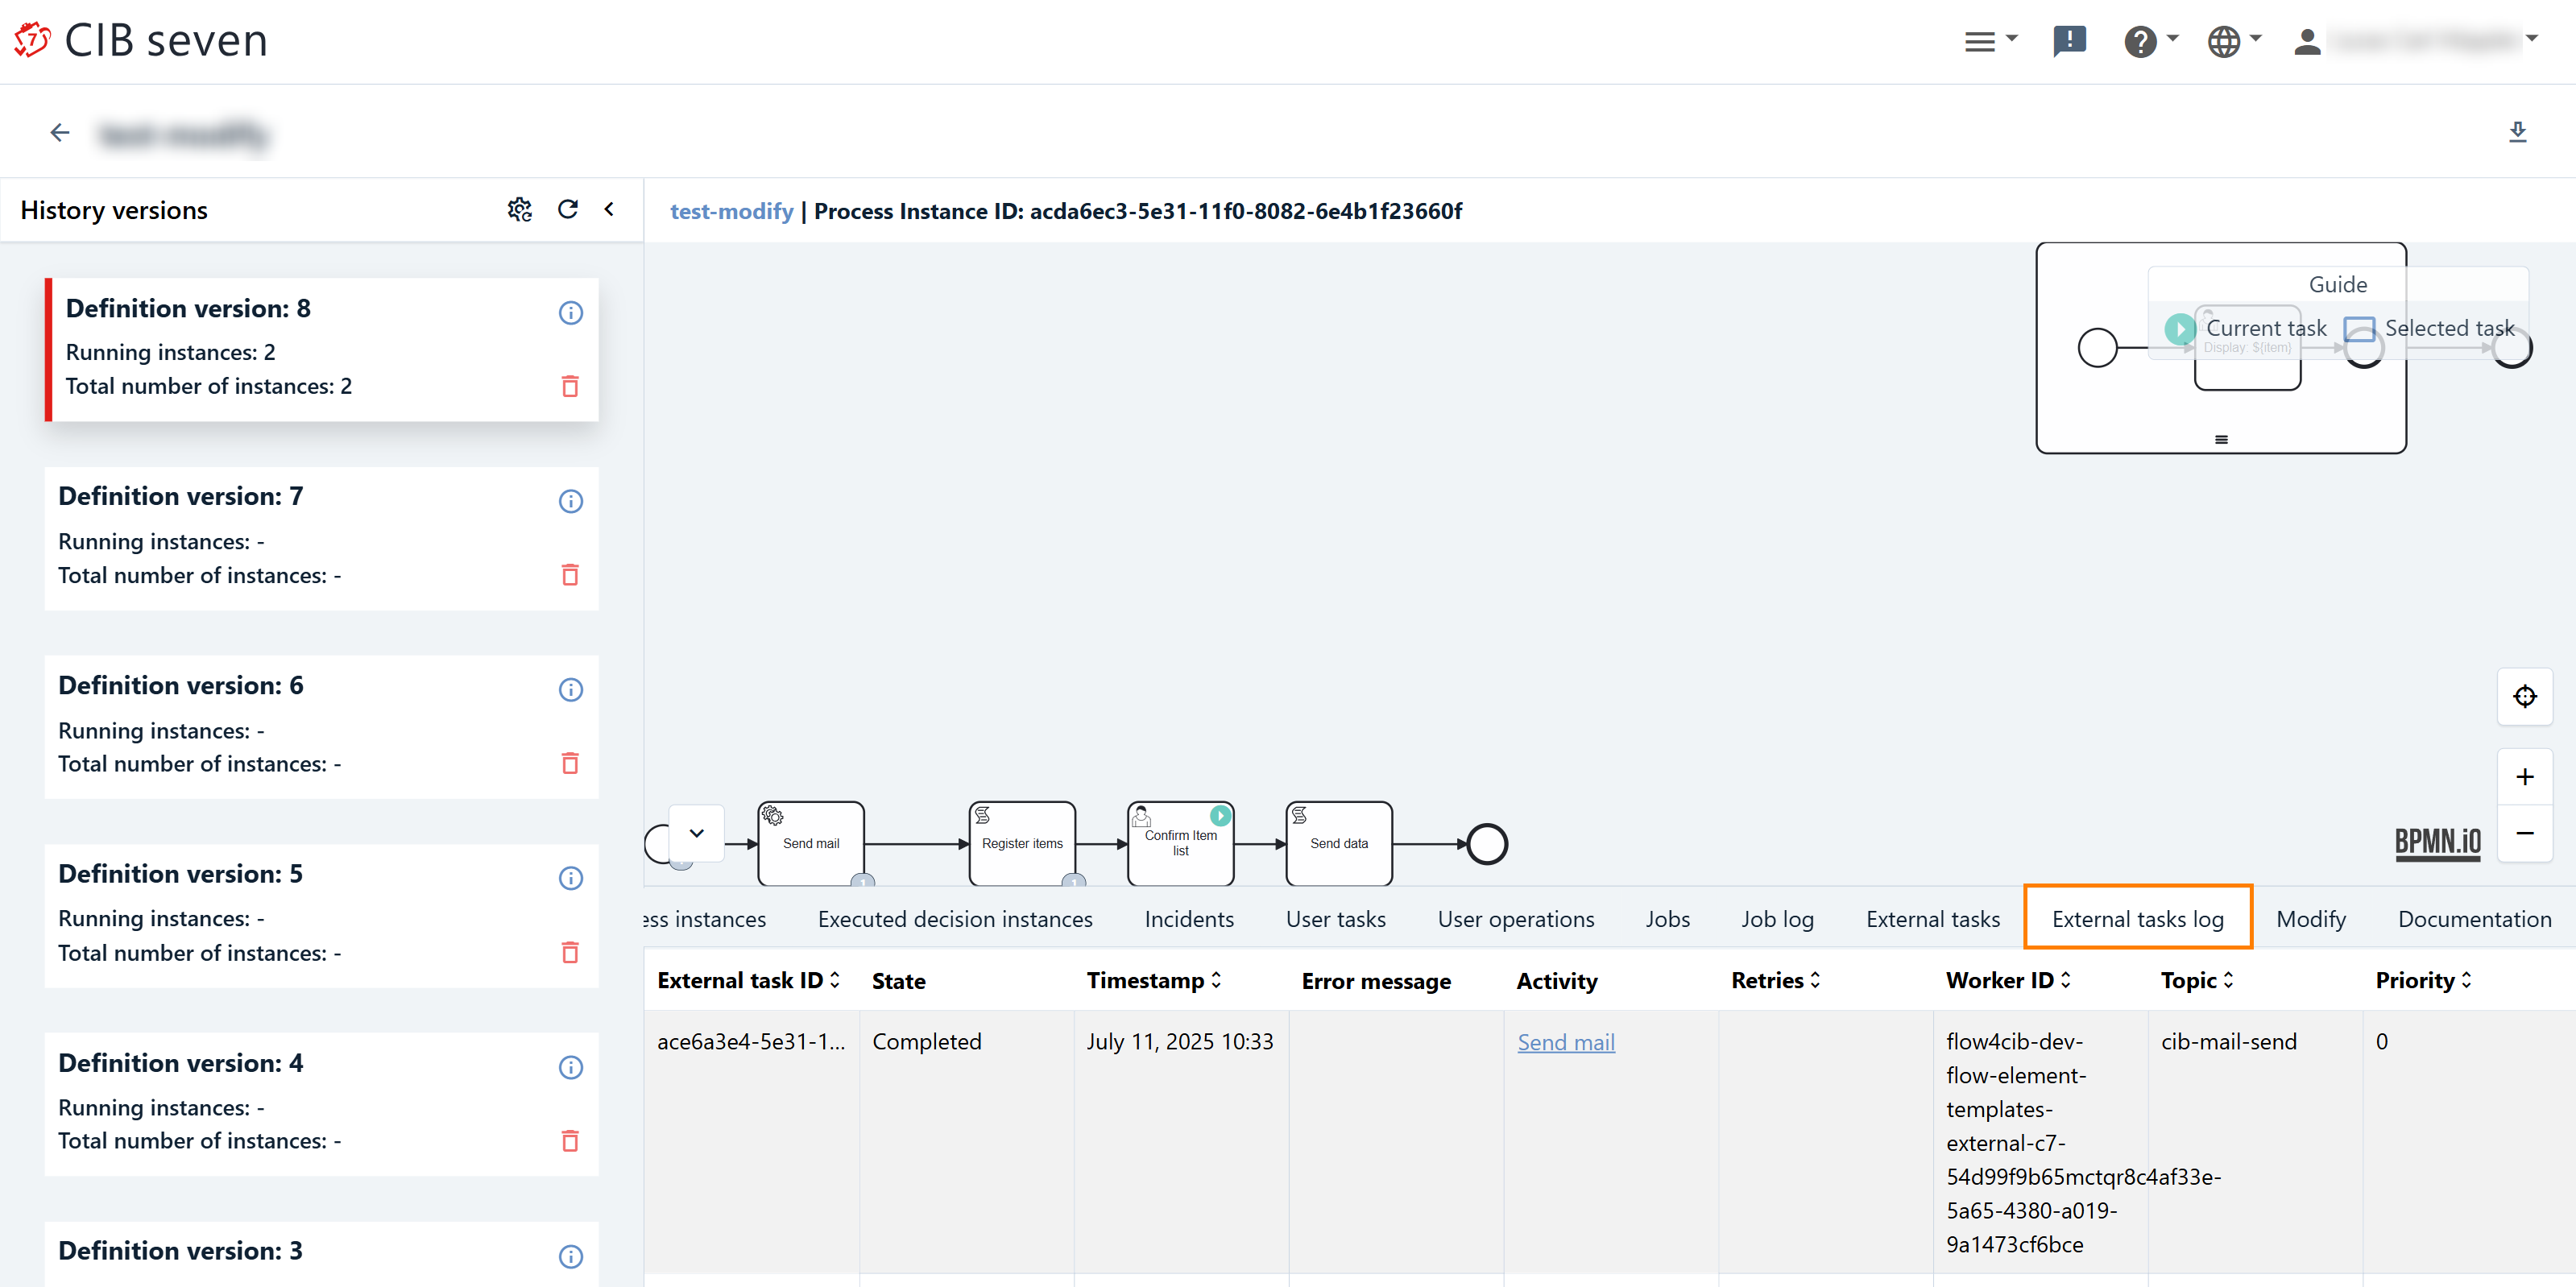 7 CIB seven
History versions
test-modify | Process Instance ID: acda6ec3-5e31-11f0-8082-6e4b1f23660f
Definition version: 8
Running instances: 2
Total number of instances: 2
Definition version: 7
Running instances: -
Total number of instances: -
Definition version: 6
Running instances: -
Total number of instances: -
Definition version: 5
Running instances: -
Total number of instances: -
Definition version: 4
Running instances: -
Total number of instances: -
Definition version: 3
Guide
Current task Selected task
Display: ${item}
Send mail
Register items
Confirm Item
list
Send data
BPMN.iO
ess instances Executed decision instances Incidents User tasks User operations Jobs Job log External tasks External tasks log Modify Documentation
External task ID State Timestamp Error message Activity Retries Worker ID Topic Priority
ace6a3e4-5e31-1... Completed July 11, 2025 10:33 Send mail flow4cib-dev- cib-mail-send 0
flow-element-
templates-
external-c7-
54d99f9b65mctqr8c4af33e-
5a65-4380-a019-
9a1473cf6bce